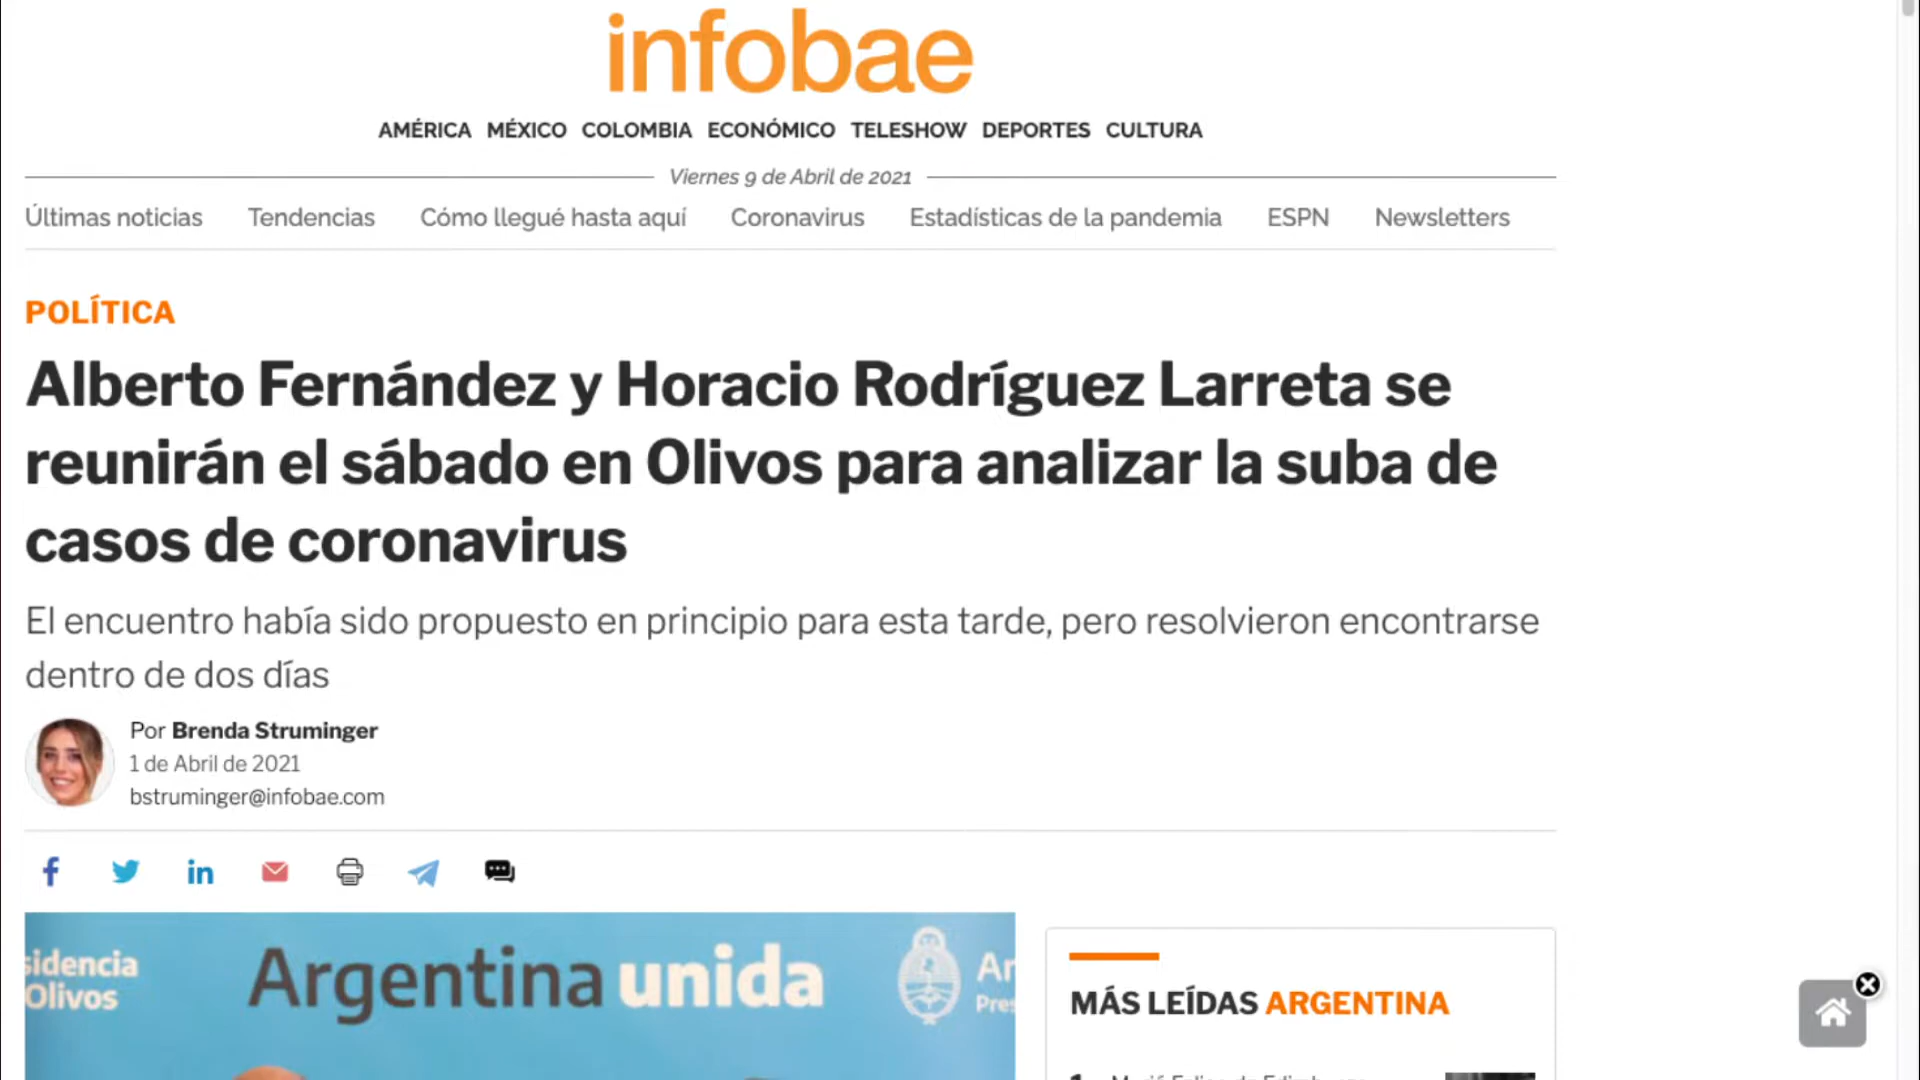 infobae
AMÉRICA MÉXICO COLOMBIA ECONÓMICO TELESHOW DEPORTES CULTURA
Viernes 9 de Abril de 2021
Últimas noticias Tendencias Cómo llegué hasta aquí Coronavirus Estadísticas de la pandemia ESPN Newsletters
POLÍTICA
Alberto Fernández y Horacio Rodríguez Larreta se
reunirán el sábado en Olivos para analizar la suba de
casos de coronavirus
El encuentro había sido propuesto en principio para esta tarde, pero resolvieron encontrarse
dentro de dos días
Por Brenda Struminger
1 de Abril de 2021
bstruminger@infobae.com
sidencia
Olivos
Argentina unida
Ar
Pres
MÁS LEÍDAS ARGENTINA